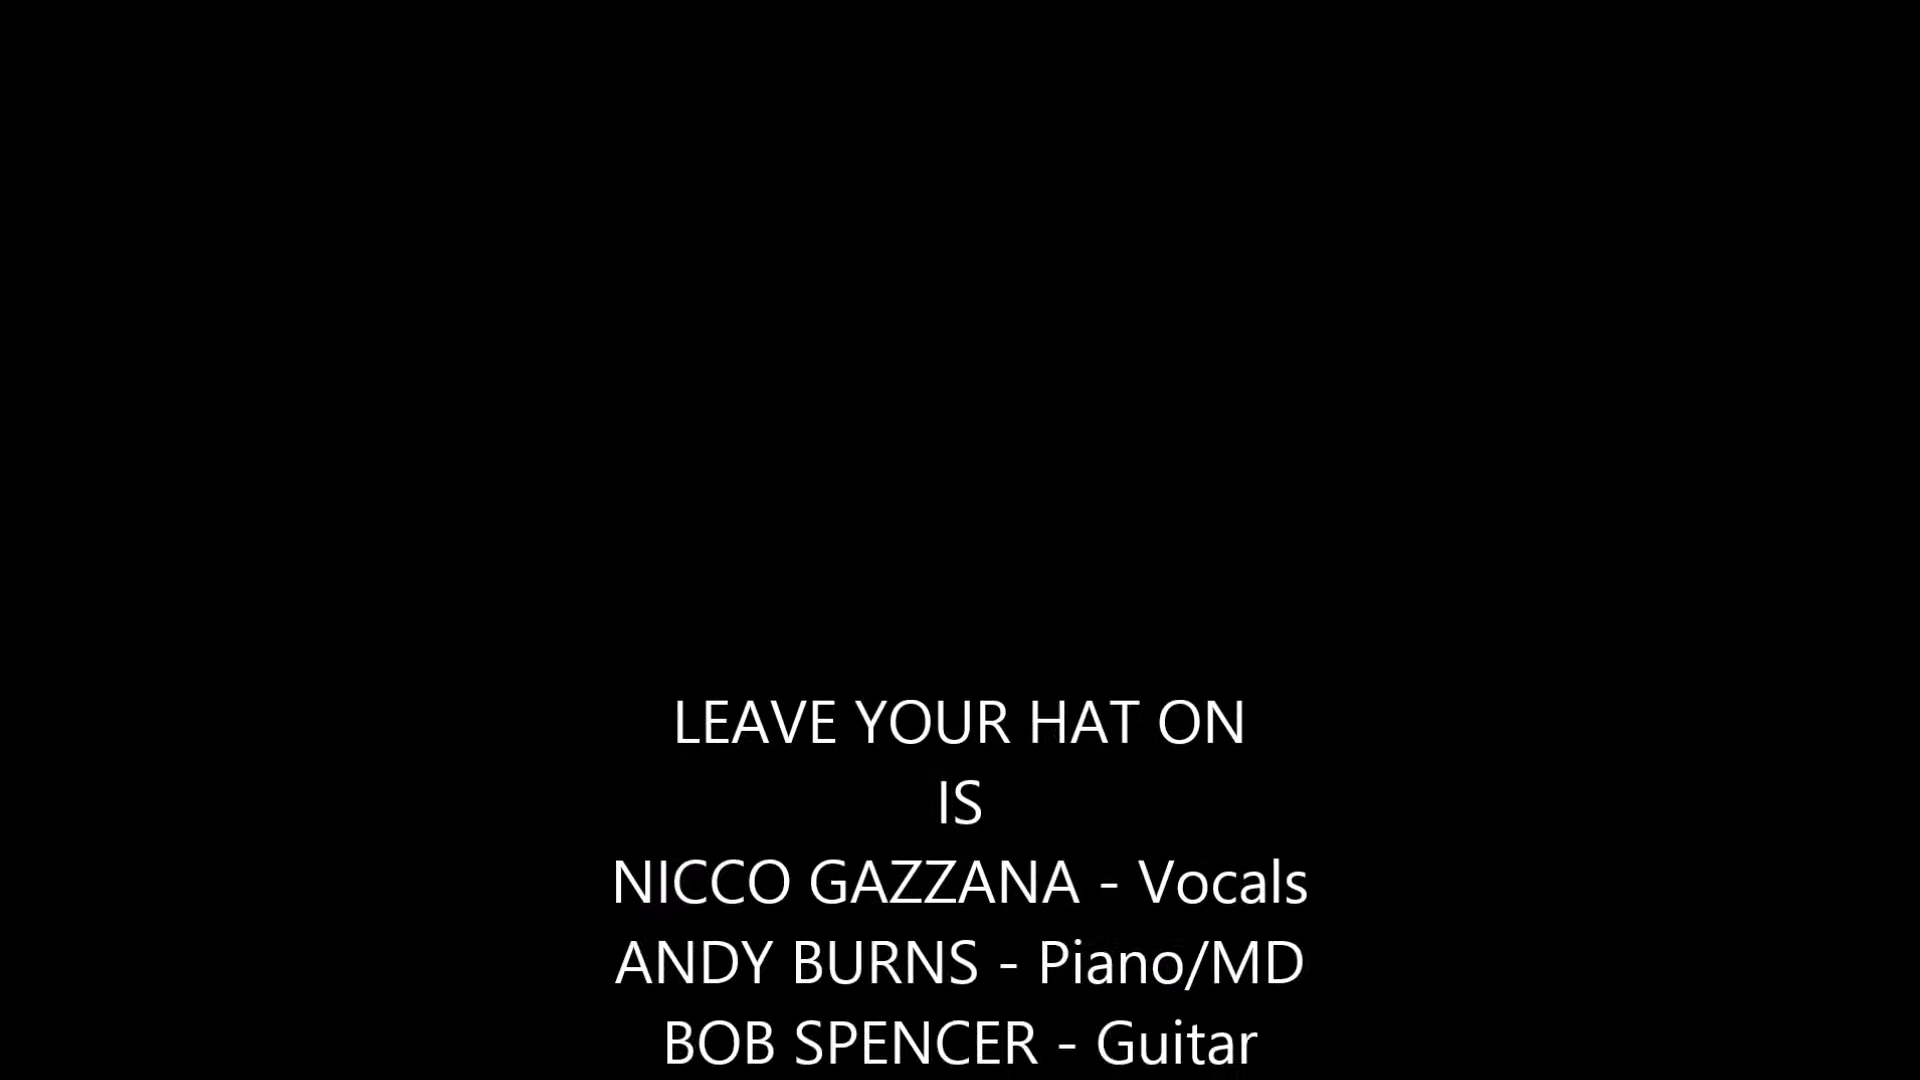 LEAVE YOUR HAT ON
IS
NICCO GAZZANA - Vocals
ANDY BURNS - Piano/MD
BOB SPENCER - Guitar